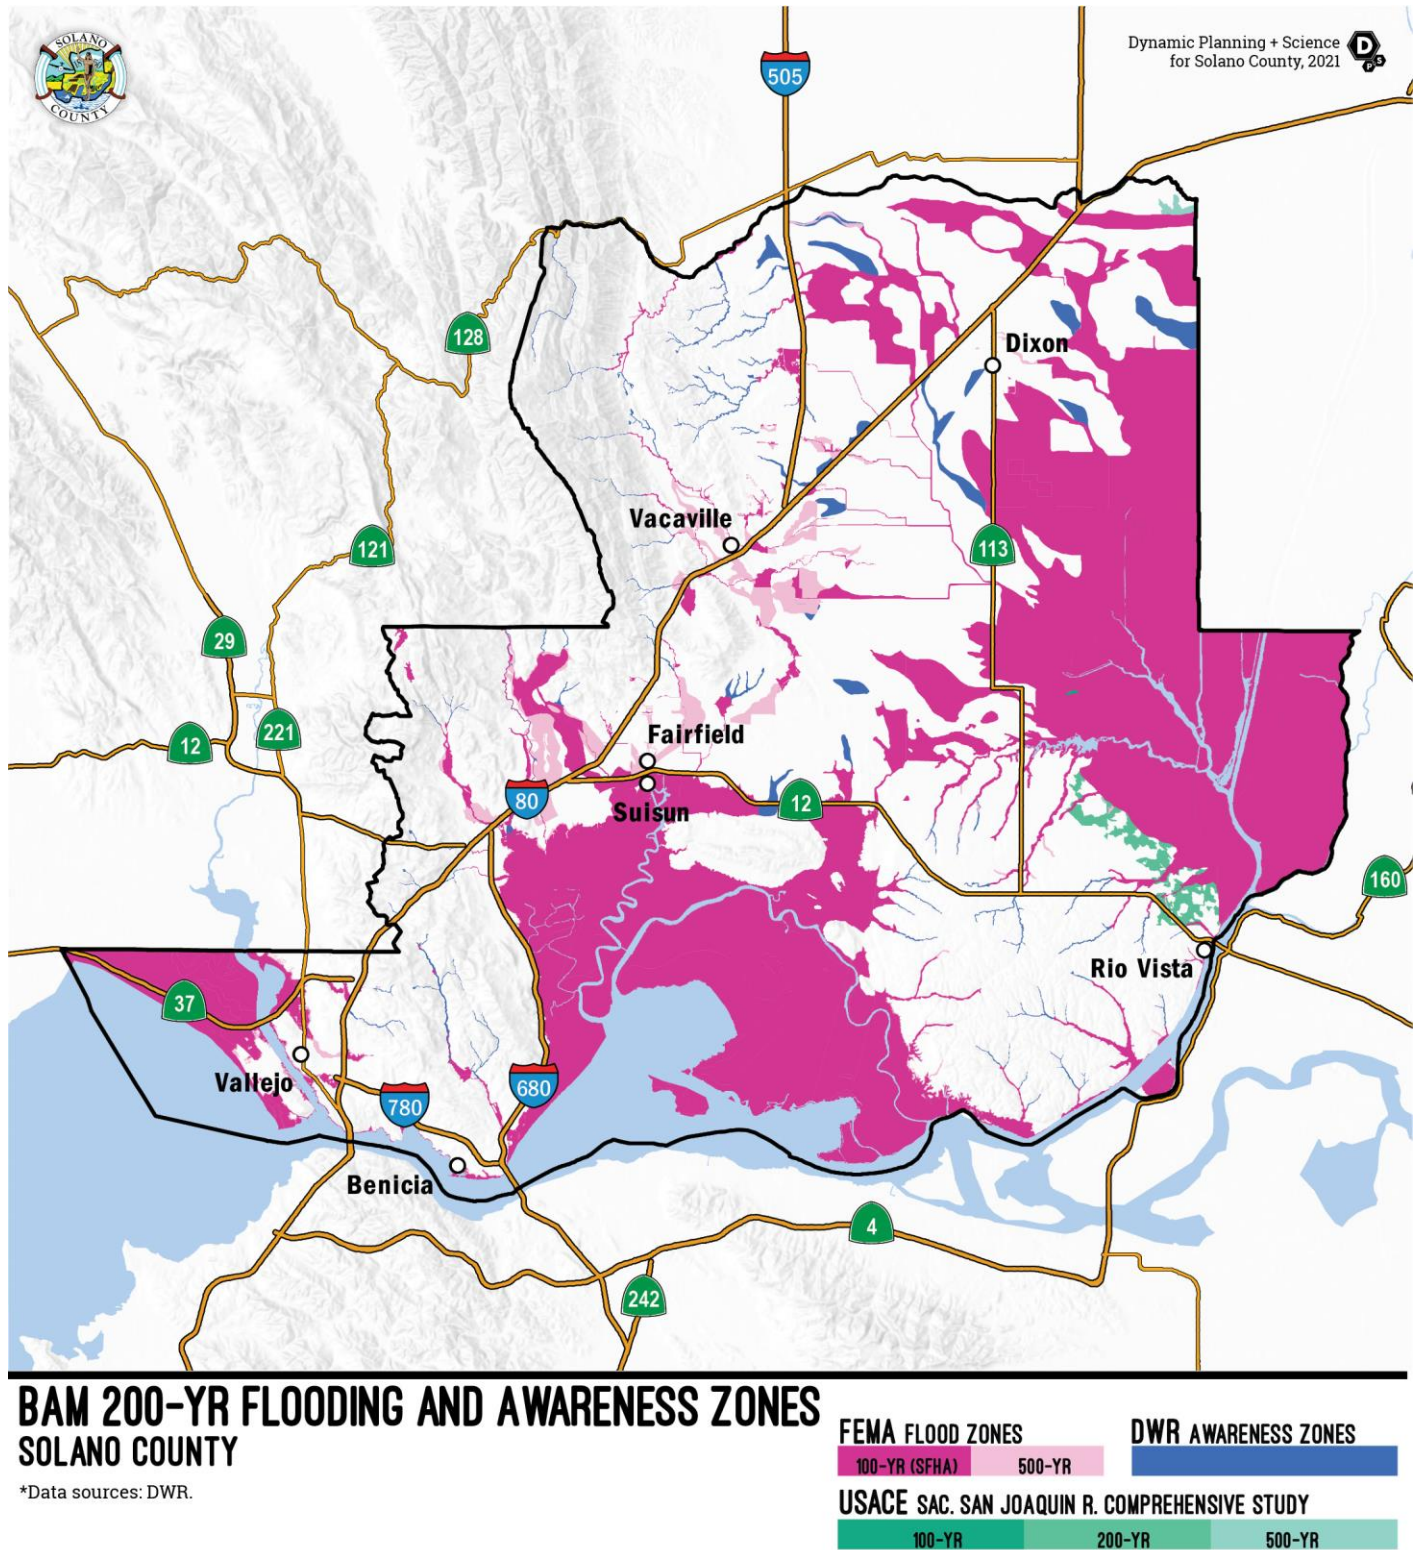 SOLANO
COUNTY
Dynamic Planning + Science
for Solano County, 2021
D
P
S
505
128
Dixon
Vacaville
121
113
29
12
221
Fairfield
80
Suisun
12
160
Rio Vista
37
Vallejo
780
680
Benicia
4
242
BAM 200-YR FLOODING AND AWARENESS ZONES
SOLANO COUNTY
*Data sources: DWR.
FEMA FLOOD ZONES
100-YR (SFHA) 500-YR
DWR AWARENESS ZONES
USACE SAC. SAN JOAQUIN R. COMPREHENSIVE STUDY
100-YR 200-YR 500-YR